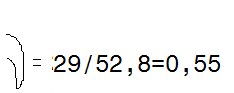 ) = 29/52,8=0,55